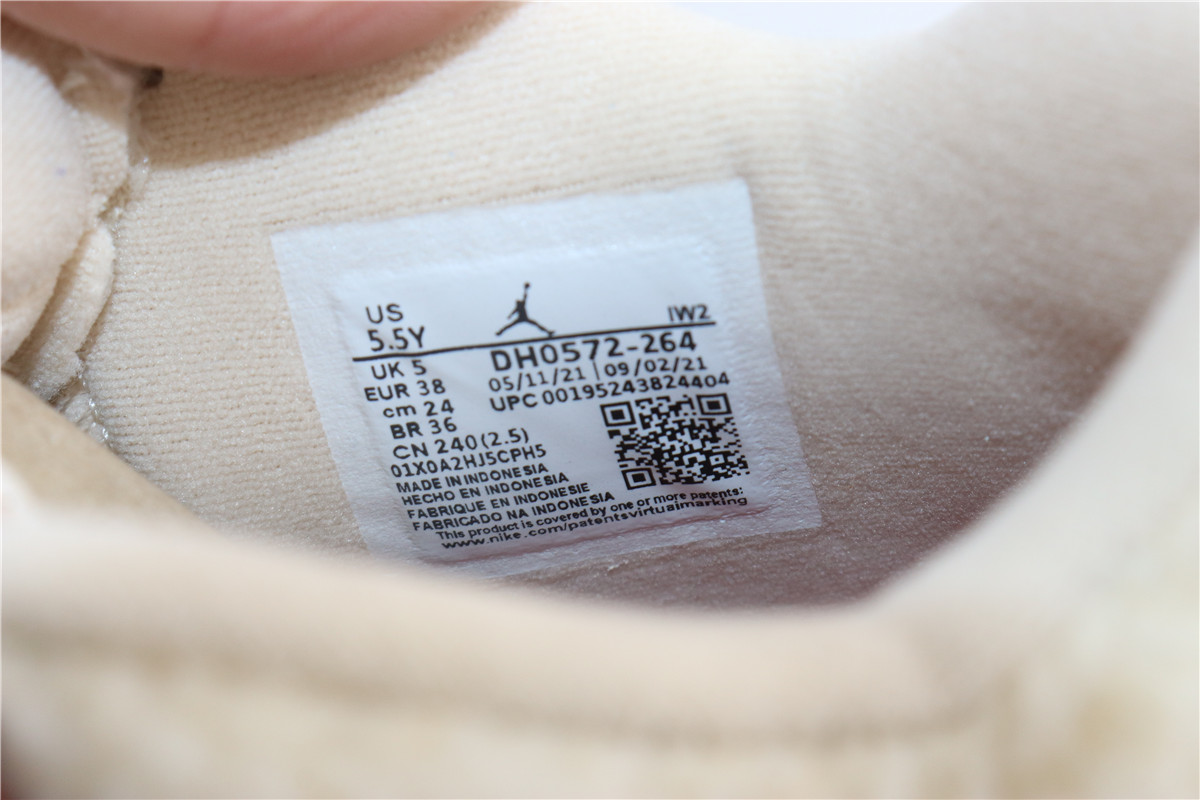 US
5.5Y
IW2
UK 5
DH0572-264
EUR 38
05/11/21 | 09/02/21
cm 24
UPC 00195243824404
BR 36
CN 240 (2.5)
01X0A2HJ5CPH5
MADE IN INDONESIA
HECHO EN INDONESIA
FABRIQUE EN INDONESIE
FABRICADO NA INDONESIA
This product is covered by one or more patents:
www.nike.com/patentsvirtualmarking